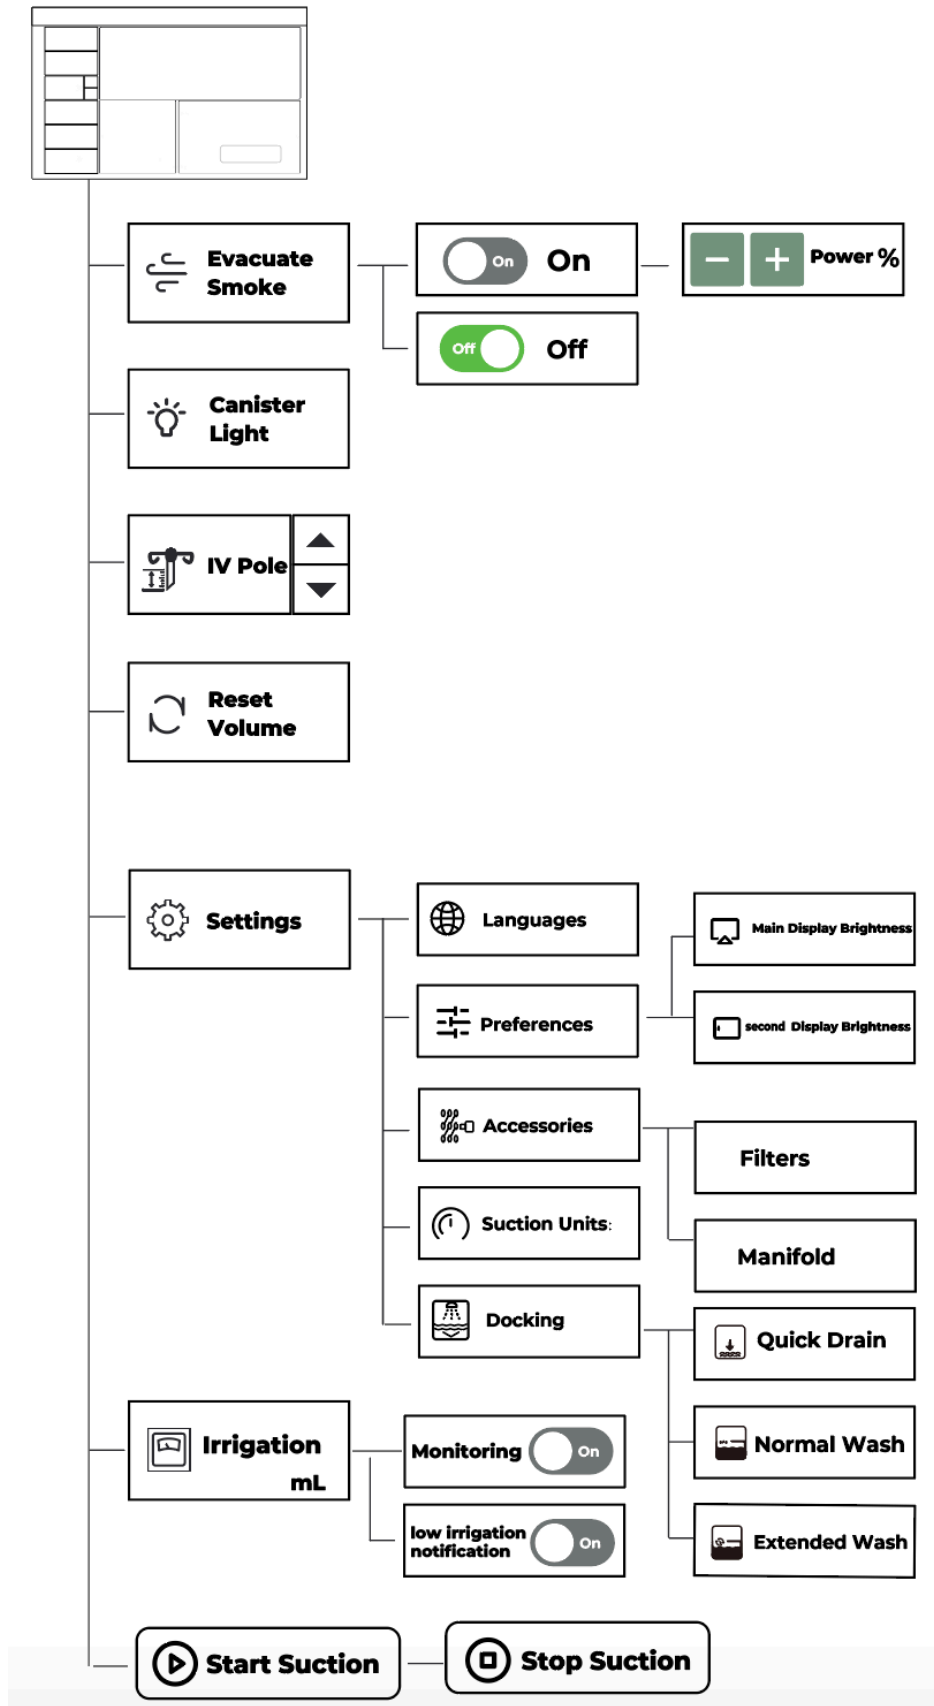 Evacuate
Smoke
On
On
Power %
Off
Off
Canister
Light
IV Pole
Reset
Volume
Settings
Languages
Main Display Brightness
Preferences
second Display Brightness
Accessories
Filters
Suction Units:
Manifold
Docking
Quick Drain
Irrigation
mL
Monitoring
On
Normal Wash
low irrigation
notification
On
Extended Wash
Start Suction
Stop Suction